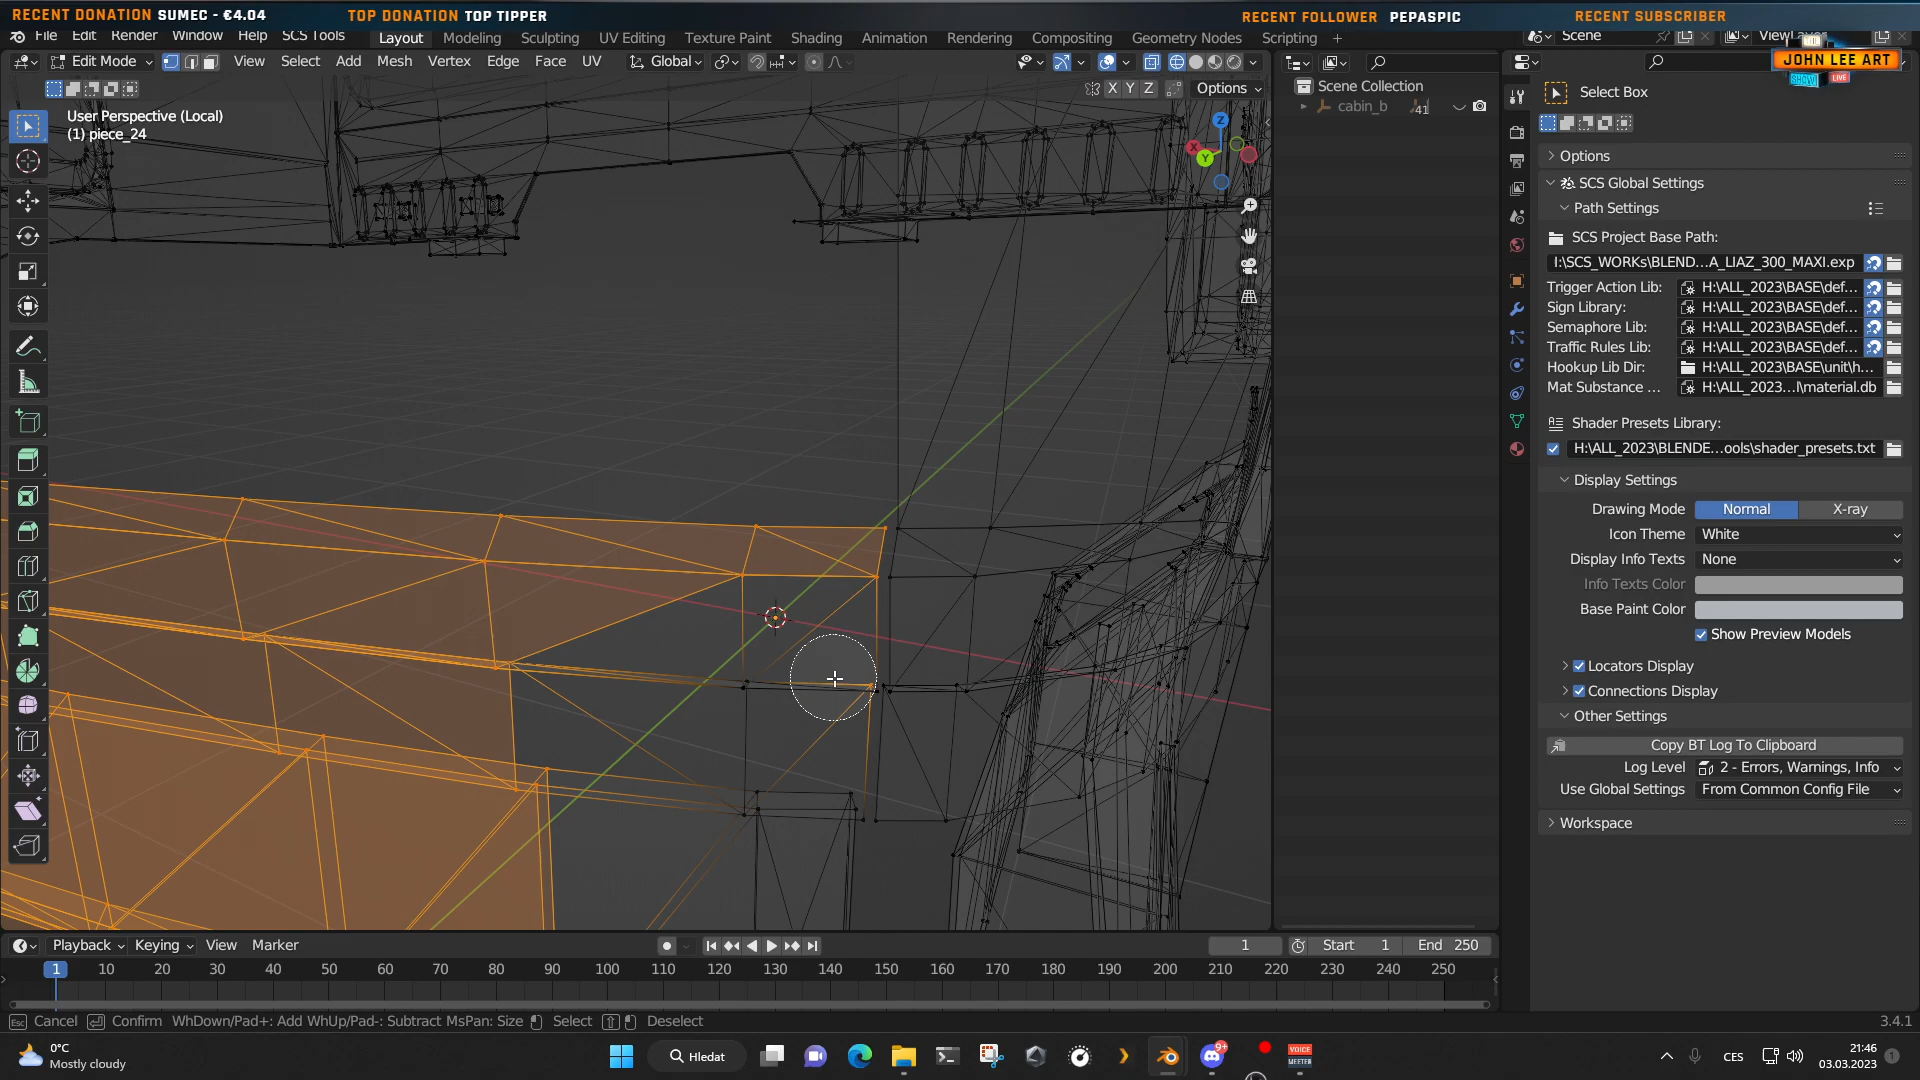 RECENT DONATION SUMEC - €4.04
TOP DONATION TOP TIPPER
RECENT FOLLOWER PEPASPIC
RECENT SUBSCRIBER
File Edit Render Window Help SCS Tools
Layout Modeling Sculpting UV Editing Texture Paint Shading Animation Rendering Compositing Geometry Nodes Scripting +
Scene
ViewLayer
JOHN LEE ART
SHOW LIVE
Edit Mode View Select Add Mesh Vertex Edge Face UV Global
X Y Z Options
User Perspective (Local)
(1) piece_24
Z
X
Y
Scene Collection
cabin_b 41
Select Box
Options
SCS Global Settings
Path Settings
SCS Project Base Path:
I:\SCS_WORKs\BLEND...A_LIAZ_300_MAXI.exp
Trigger Action Lib: H:\ALL_2023\BASE\def...
Sign Library: H:\ALL_2023\BASE\def...
Semaphore Lib: H:\ALL_2023\BASE\def...
Traffic Rules Lib: H:\ALL_2023\BASE\def...
Hookup Lib Dir: H:\ALL_2023\BASE\unit\h...
Mat Substance ... H:\ALL_2023...l\material.db
Shader Presets Library:
H:\ALL_2023\BLENDE...ools\shader_presets.txt
Display Settings
Drawing Mode Normal X-ray
Icon Theme White
Display Info Texts None
Info Texts Color
Base Paint Color
Show Preview Models
Locators Display
Connections Display
Other Settings
Copy BT Log To Clipboard
Log Level 2 - Errors, Warnings, Info
Use Global Settings From Common Config File
Workspace
Playback Keying View Marker
1 Start 1 End 250
1 10 20 30 40 50 60 70 80 90 100 110 120 130 140 150 160 170 180 190 200 210 220 230 240 250
Esc Cancel Confirm WhDown/Pad+: Add WhUp/Pad-: Subtract MsPan: Size Select Deselect
3.4.1
0°C
Mostly cloudy
Hledat
9+
VOICE
MEETER
CES
21:46
03.03.2023
1